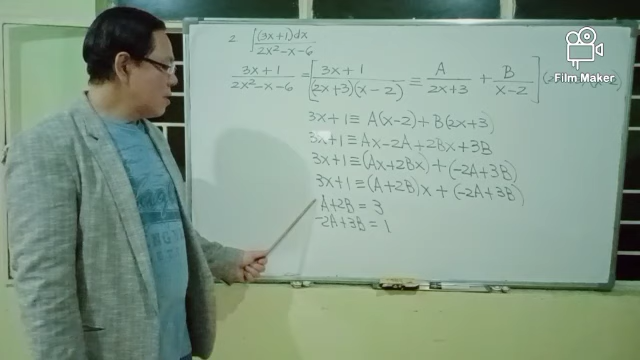 2 ∫(3x+1)dx / 2x²-x-6
3x+1 / 2x²-x-6 = [ 3x+1 / (2x+3)(x-2) ≡ A / 2x+3 + B / x-2 ]
Film Maker
3x+1 ≡ A(x-2)+B(2x+3)
3x+1 ≡ Ax-2A+2Bx+3B
3x+1 ≡ (Ax+2Bx)+(-2A+3B)
3x+1 ≡ (A+2B)x+(-2A+3B)
A+2B = 3
-2A+3B = 1